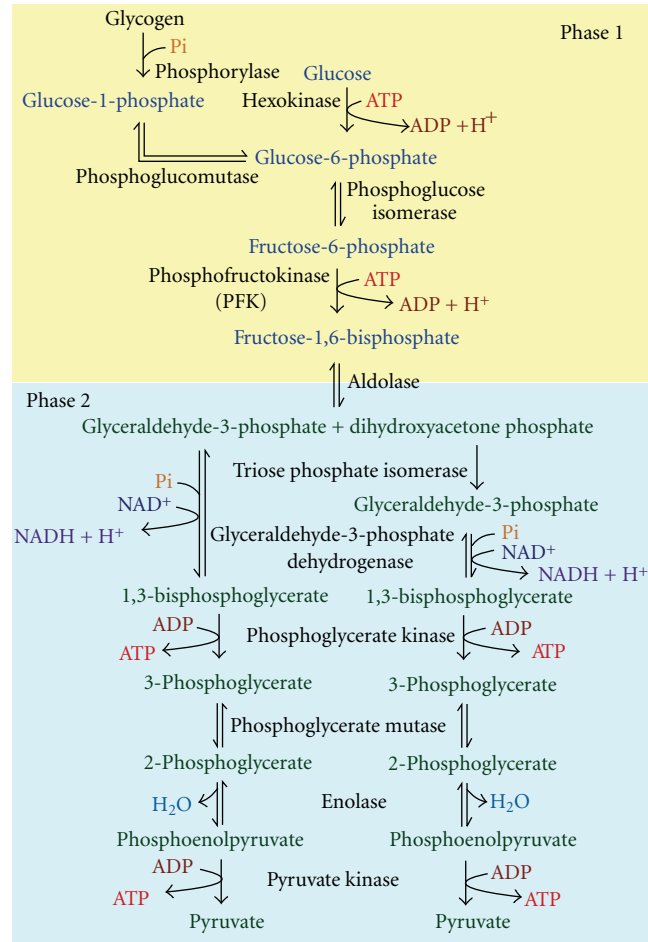 Glycogen
Phase 1
Pi
Phosphorylase
Glucose
Glucose-1-phosphate
Hexokinase
ATP
ADP + H+
Glucose-6-phosphate
Phosphoglucomutase
Phosphoglucose
isomerase
Fructose-6-phosphate
Phosphofructokinase
(PFK)
ATP
ADP + H+
Fructose-1,6-bisphosphate
Aldolase
Phase 2
Glyceraldehyde-3-phosphate + dihydroxyacetone phosphate
Triose phosphate isomerase
Pi
NAD+
NADH + H+
Glyceraldehyde-3-phosphate
Glyceraldehyde-3-phosphate
dehydrogenase
Pi
NAD+
NADH + H+
1,3-bisphosphoglycerate
1,3-bisphosphoglycerate
ADP
ATP
Phosphoglycerate kinase
ADP
ATP
3-Phosphoglycerate
3-Phosphoglycerate
Phosphoglycerate mutase
2-Phosphoglycerate
2-Phosphoglycerate
H2O
Enolase
H2O
Phosphoenolpyruvate
Phosphoenolpyruvate
ADP
ATP
Pyruvate kinase
ADP
ATP
Pyruvate
Pyruvate